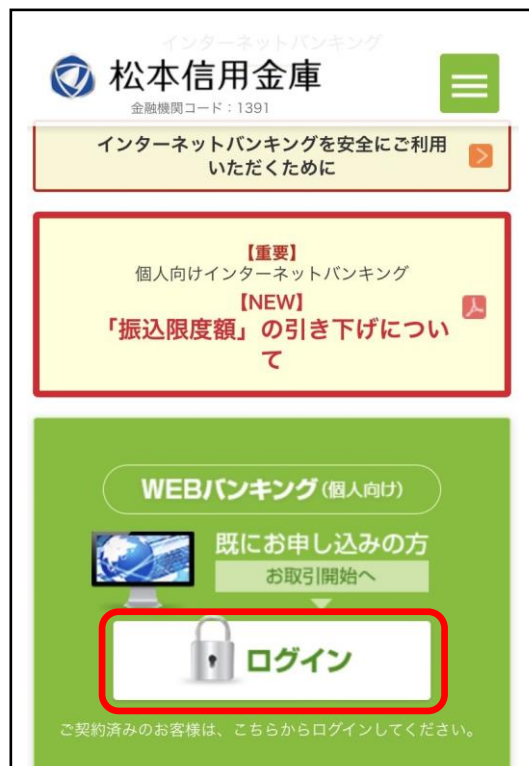 インターネットバンキング
松本信用金庫
金融機関コード：1391
インターネットバンキングを安全にご利用
いただくために
【重要】
個人向けインターネットバンキング
【NEW】
「振込限度額」の引き下げについ
て
WEBバンキング（個人向け）
既にお申し込みの方
お取引開始へ
ログイン
ご契約済みのお客様は、こちらからログインしてください。